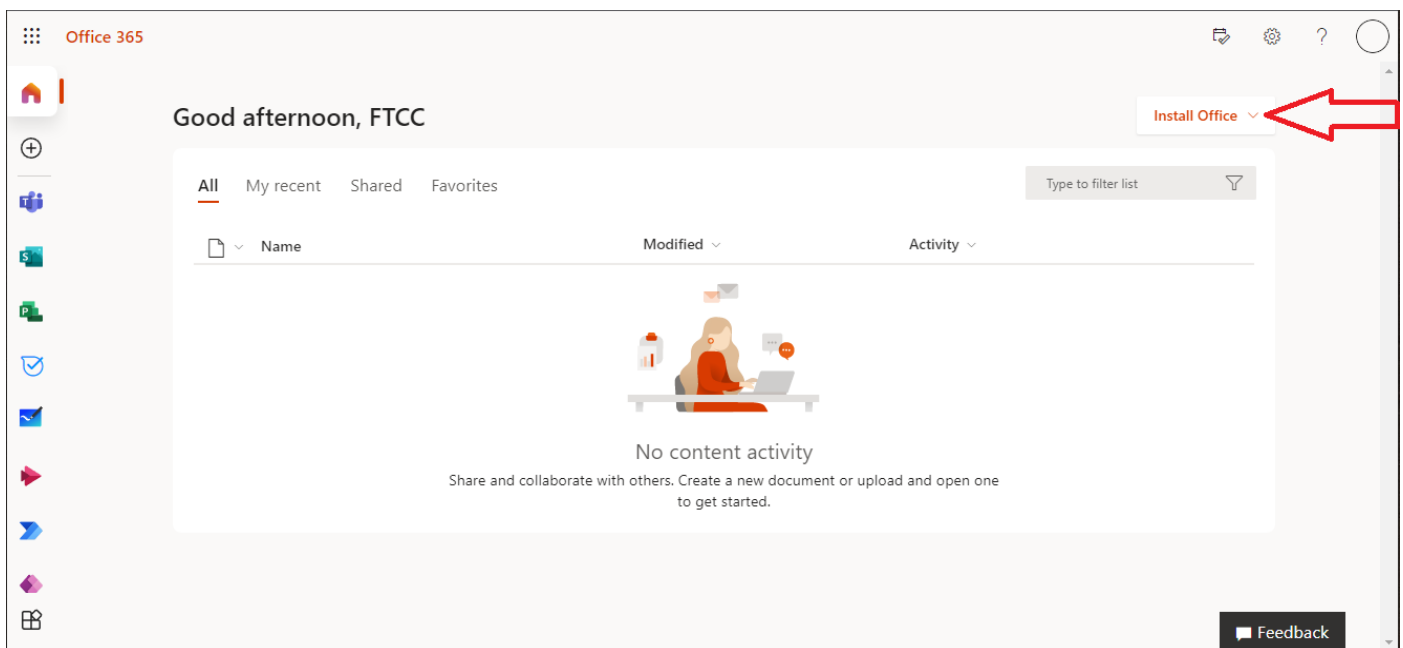 Office 365
?
Good afternoon, FTCC
Install Office
All My recent Shared Favorites
Type to filter list
Name Modified Activity
No content activity
Share and collaborate with others. Create a new document or upload and open one
to get started.
Feedback